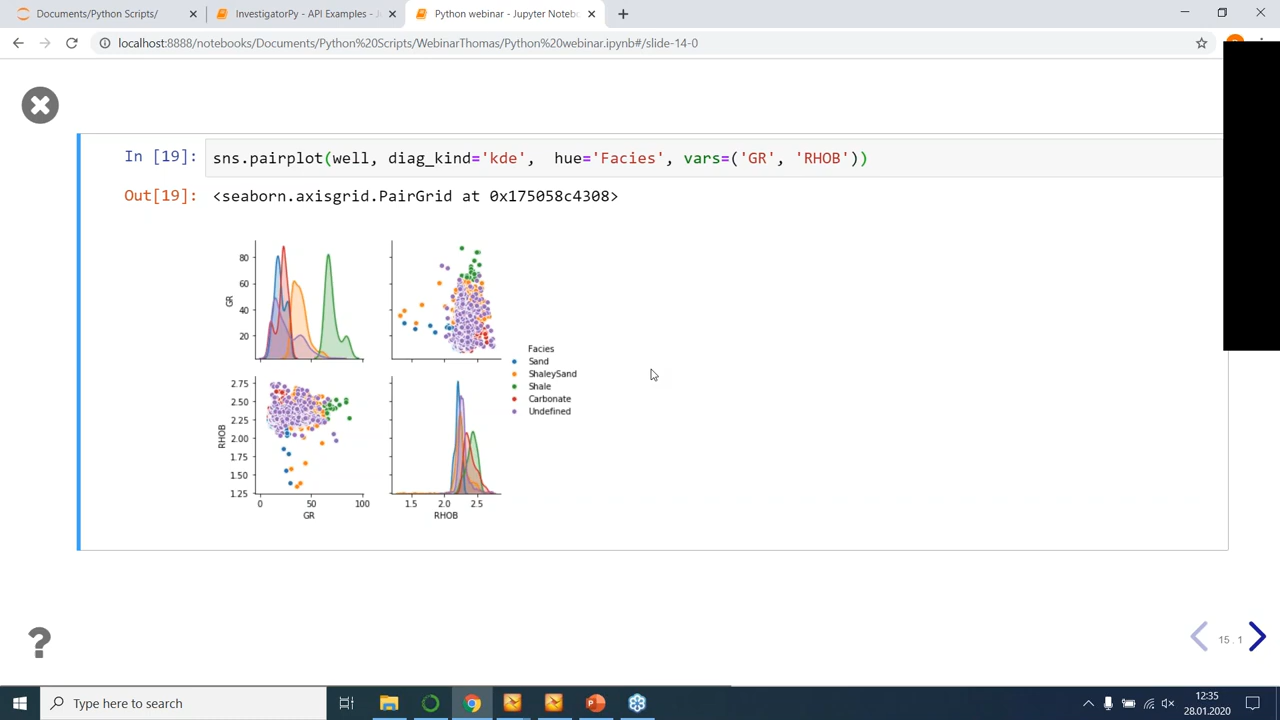 Documents/Python Scripts/
InvestigatorPy - API Examples - J
Python webinar - Jupyter Notebo
localhost:8888/notebooks/Documents/Python%20Scripts/WebinarThomas/Python%20webinar.ipynb#/slide-14-0
In [19]: sns.pairplot(well, diag_kind='kde', hue='Facies', vars=('GR', 'RHOB'))
Out[19]: <seaborn.axisgrid.PairGrid at 0x175058c4308>
80
60
40
20
GR
Facies
Sand
ShaleySand
Shale
Carbonate
Undefined
2.75
2.50
2.25
2.00
1.75
1.50
1.25
RHOB
0 50 100
GR
1.5 2.0 2.5
RHOB
?
15 . 1
Type here to search
12:35
28.01.2020